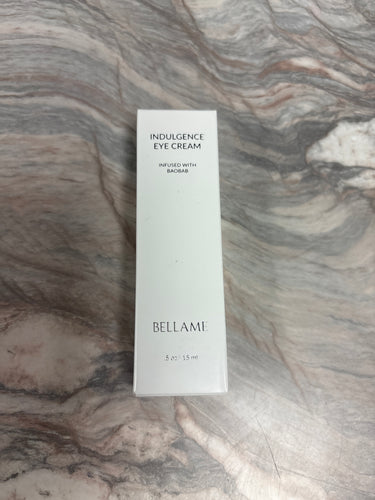 INDULGENCE
EYE CREAM
INFUSED WITH
BAOBAB
BELLAME
.5 oz / 15 ml